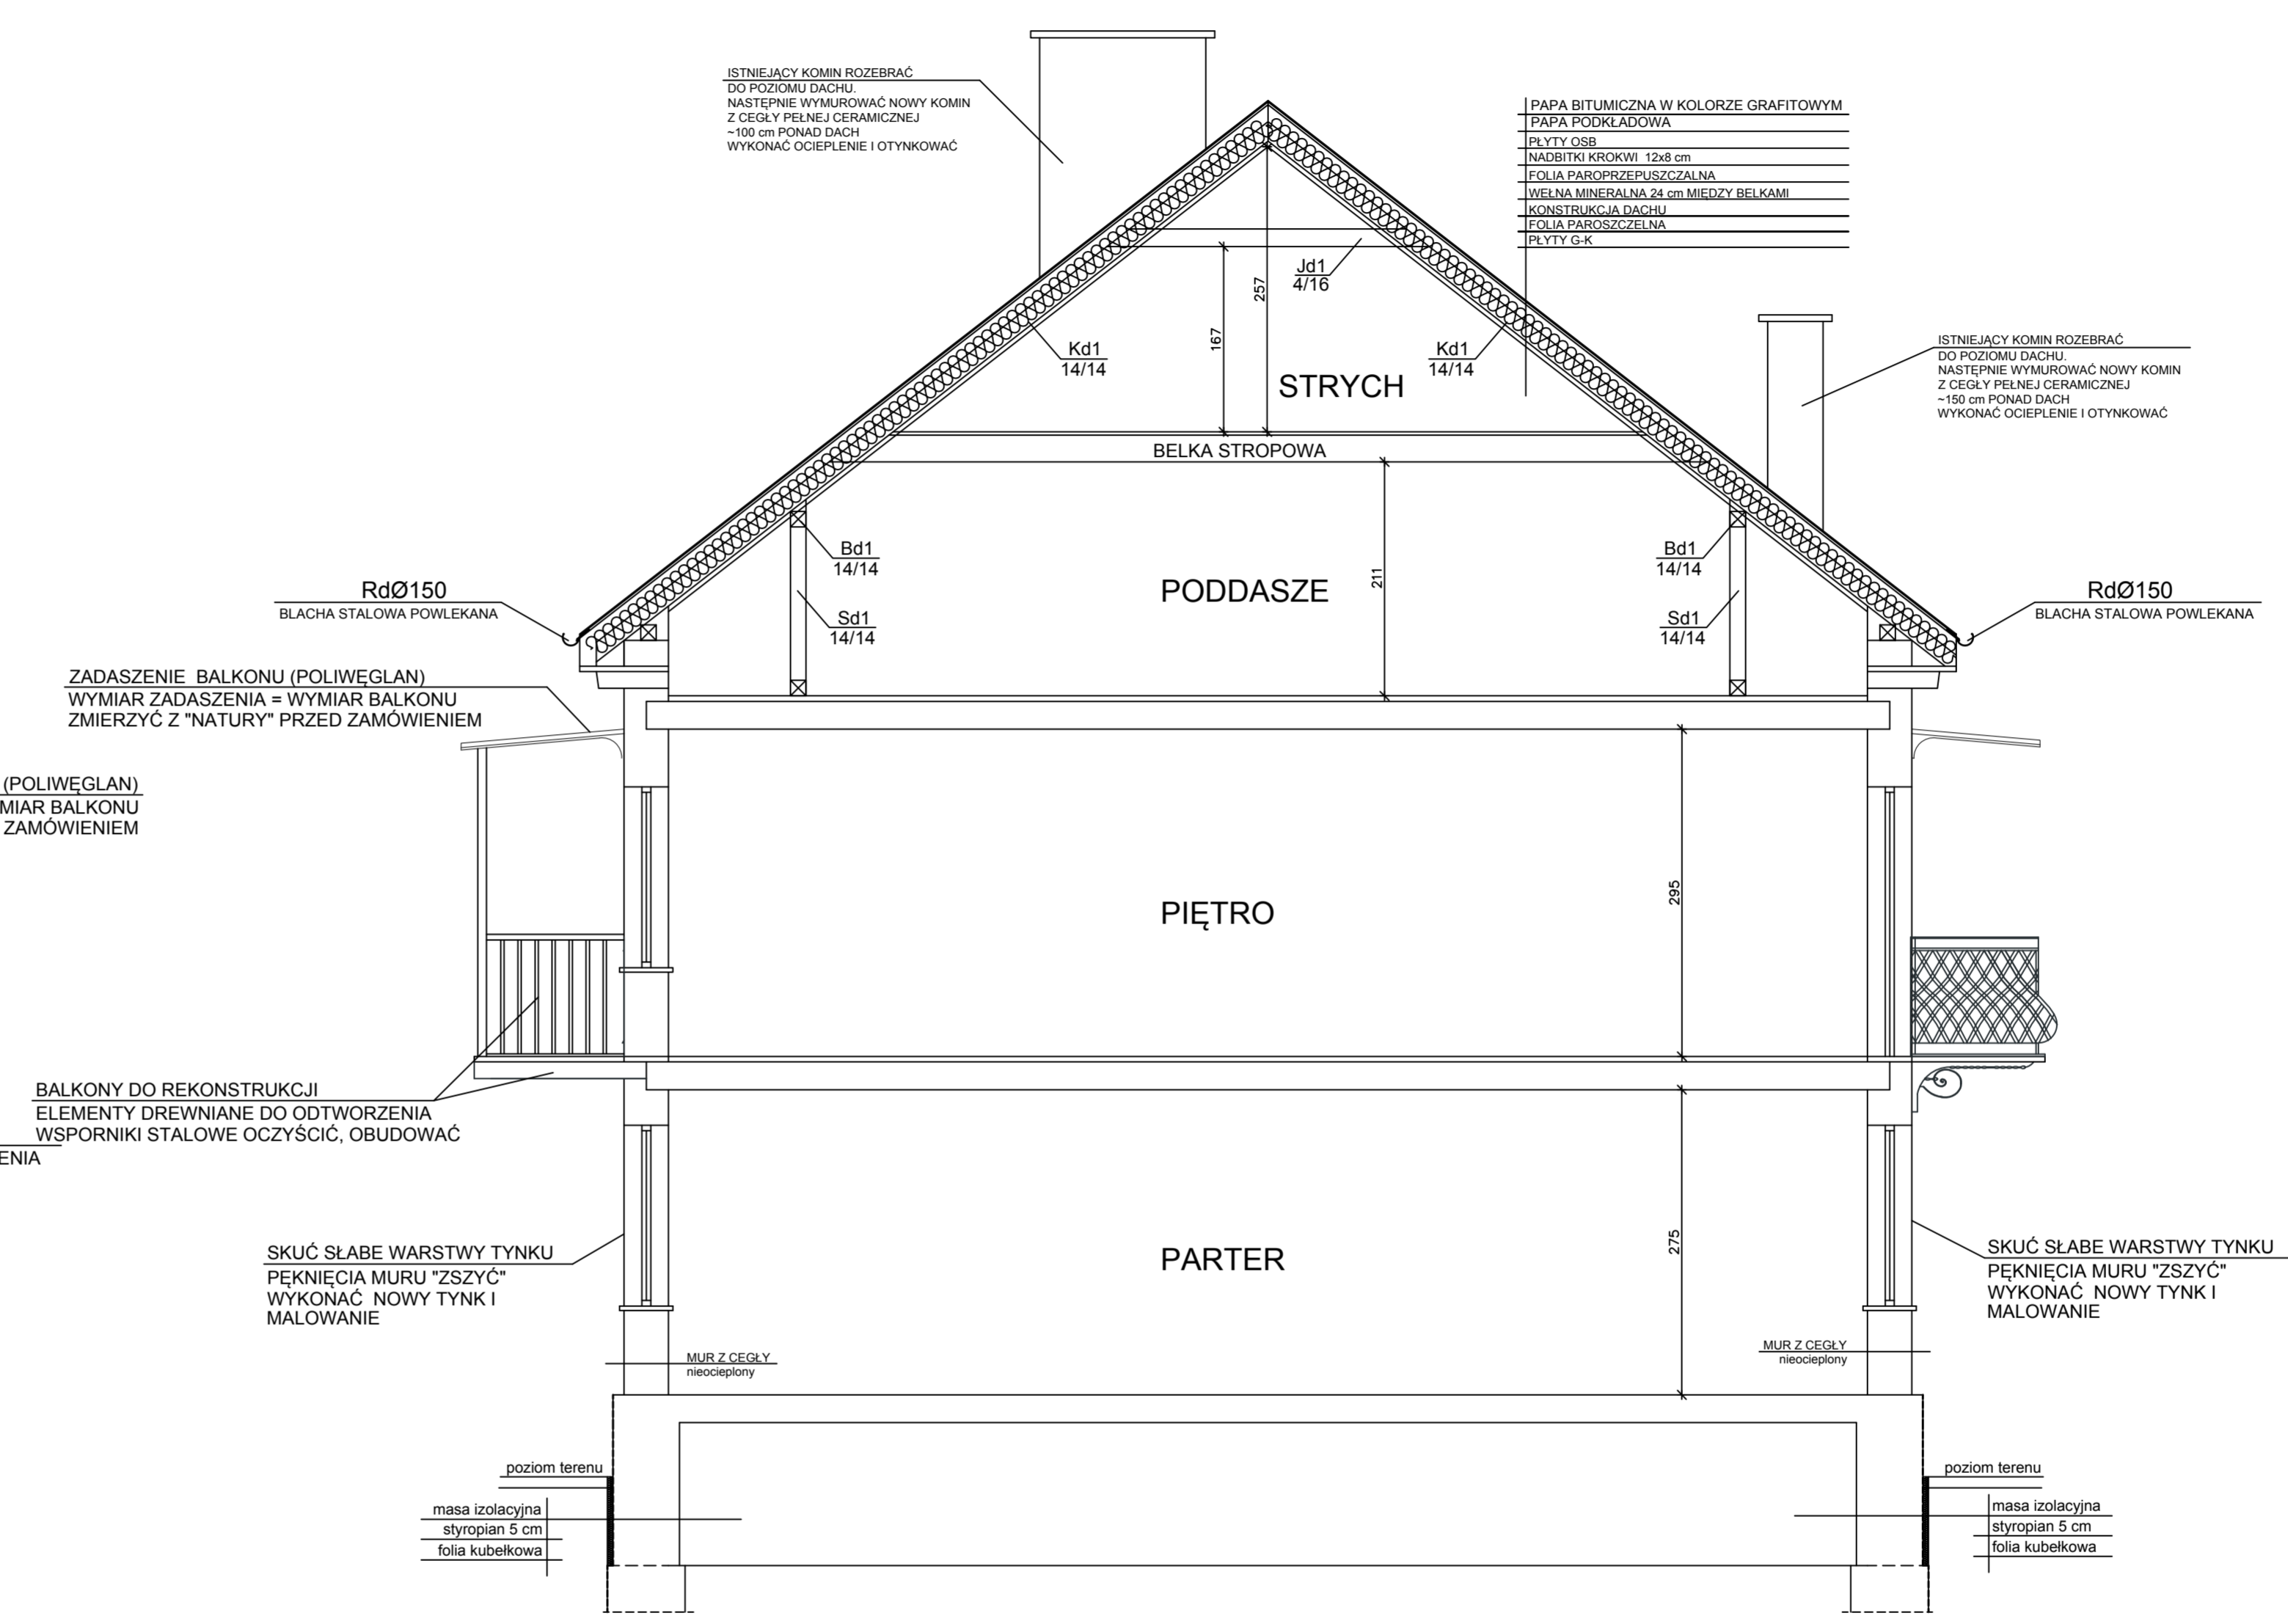 ISTNIEJĄCY KOMIN ROZEBRAĆ
DO POZIOMU DACHU.
NASTĘPNIE WYMUROWAĆ NOWY KOMIN
Z CEGŁY PEŁNEJ CERAMICZNEJ
~100 cm PONAD DACH
WYKONAĆ OCIEPLENIE I OTYNKOWAĆ
PAPA BITUMICZNA W KOLORZE GRAFITOWYM
PAPA PODKŁADOWA
PŁYTY OSB
NADBITKI KROKWI 12x8 cm
FOLIA PAROPRZEPUSZCZALNA
WEŁNA MINERALNA 24 cm MIĘDZY BELKAMI
KONSTRUKCJA DACHU
FOLIA PAROSZCZELNA
PŁYTY G-K
Jd1
4/16
257
167
Kd1
14/14
Kd1
14/14
STRYCH
ISTNIEJĄCY KOMIN ROZEBRAĆ
DO POZIOMU DACHU.
NASTĘPNIE WYMUROWAĆ NOWY KOMIN
Z CEGŁY PEŁNEJ CERAMICZNEJ
~150 cm PONAD DACH
WYKONAĆ OCIEPLENIE I OTYNKOWAĆ
BELKA STROPOWA
Bd1
14/14
Bd1
14/14
PODDASZE
211
Sd1
14/14
Sd1
14/14
RdØ150
BLACHA STALOWA POWLEKANA
RdØ150
BLACHA STALOWA POWLEKANA
ZADASZENIE BALKONU (POLIWĘGLAN)
WYMIAR ZADASZENIA = WYMIAR BALKONU
ZMIERZYĆ Z "NATURY" PRZED ZAMÓWIENIEM
(POLIWĘGLAN)
MIAR BALKONU
ZAMÓWIENIEM
PIĘTRO
295
BALKONY DO REKONSTRUKCJI
ELEMENTY DREWNIANE DO ODTWORZENIA
WSPORNIKI STALOWE OCZYŚCIĆ, OBUDOWAĆ
ENIA
PARTER
275
SKUĆ SŁABE WARSTWY TYNKU
PĘKNIĘCIA MURU "ZSZYĆ"
WYKONAĆ NOWY TYNK I
MALOWANIE
SKUĆ SŁABE WARSTWY TYNKU
PĘKNIĘCIA MURU "ZSZYĆ"
WYKONAĆ NOWY TYNK I
MALOWANIE
MUR Z CEGŁY
nieocieplony
MUR Z CEGŁY
nieocieplony
poziom terenu
masa izolacyjna
styropian 5 cm
folia kubełkowa
poziom terenu
masa izolacyjna
styropian 5 cm
folia kubełkowa